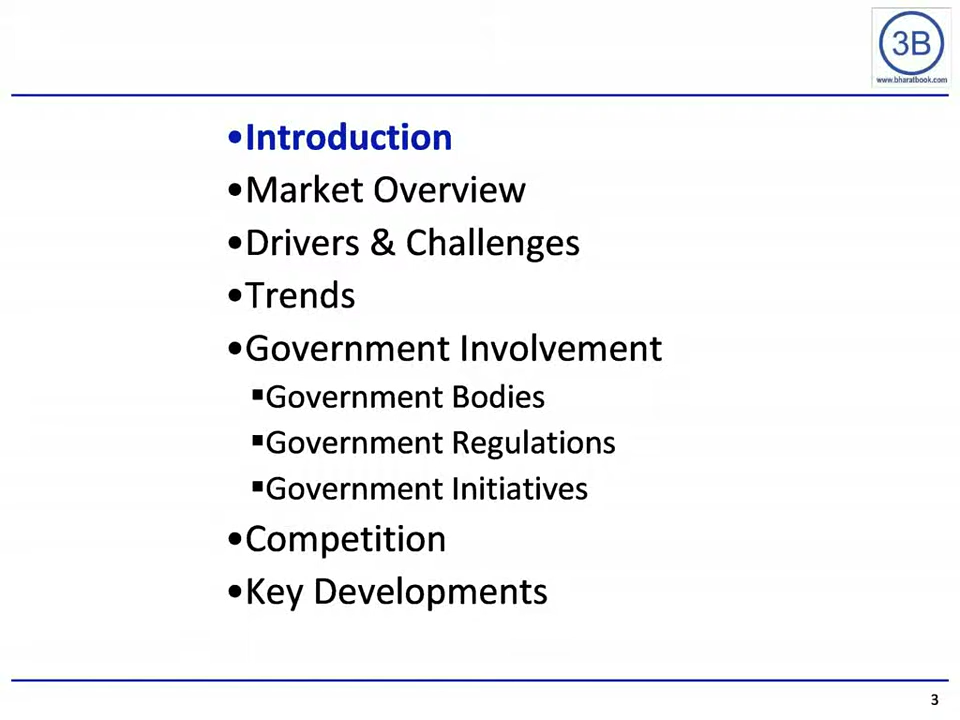 3B
www.bharatbook.com
•Introduction
•Market Overview
•Drivers & Challenges
•Trends
•Government Involvement
▪Government Bodies
▪Government Regulations
▪Government Initiatives
•Competition
•Key Developments
3